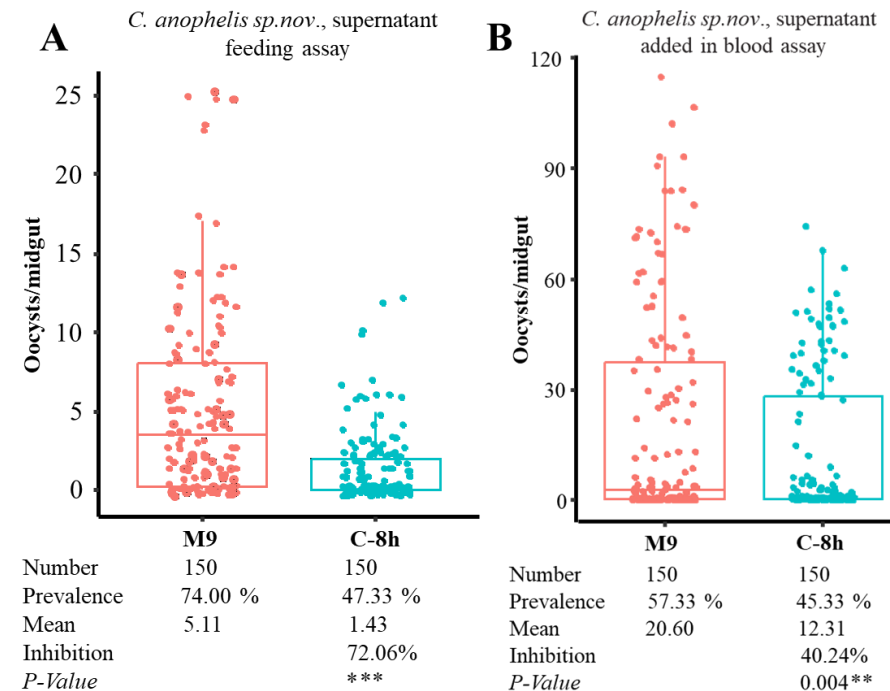 A
C. anophelis sp.nov., supernatant
feeding assay
Oocysts/midgut
25
20
15
10
5
0
M9 C-8h
Number 150 150
Prevalence 74.00 % 47.33 %
Mean 5.11 1.43
Inhibition 72.06%
P-Value ***
B
C. anophelis sp.nov., supernatant
added in blood assay
Oocysts/midgut
120
90
60
30
0
M9 C-8h
Number 150 150
Prevalence 57.33 % 45.33 %
Mean 20.60 12.31
Inhibition 40.24%
P-Value 0.004**